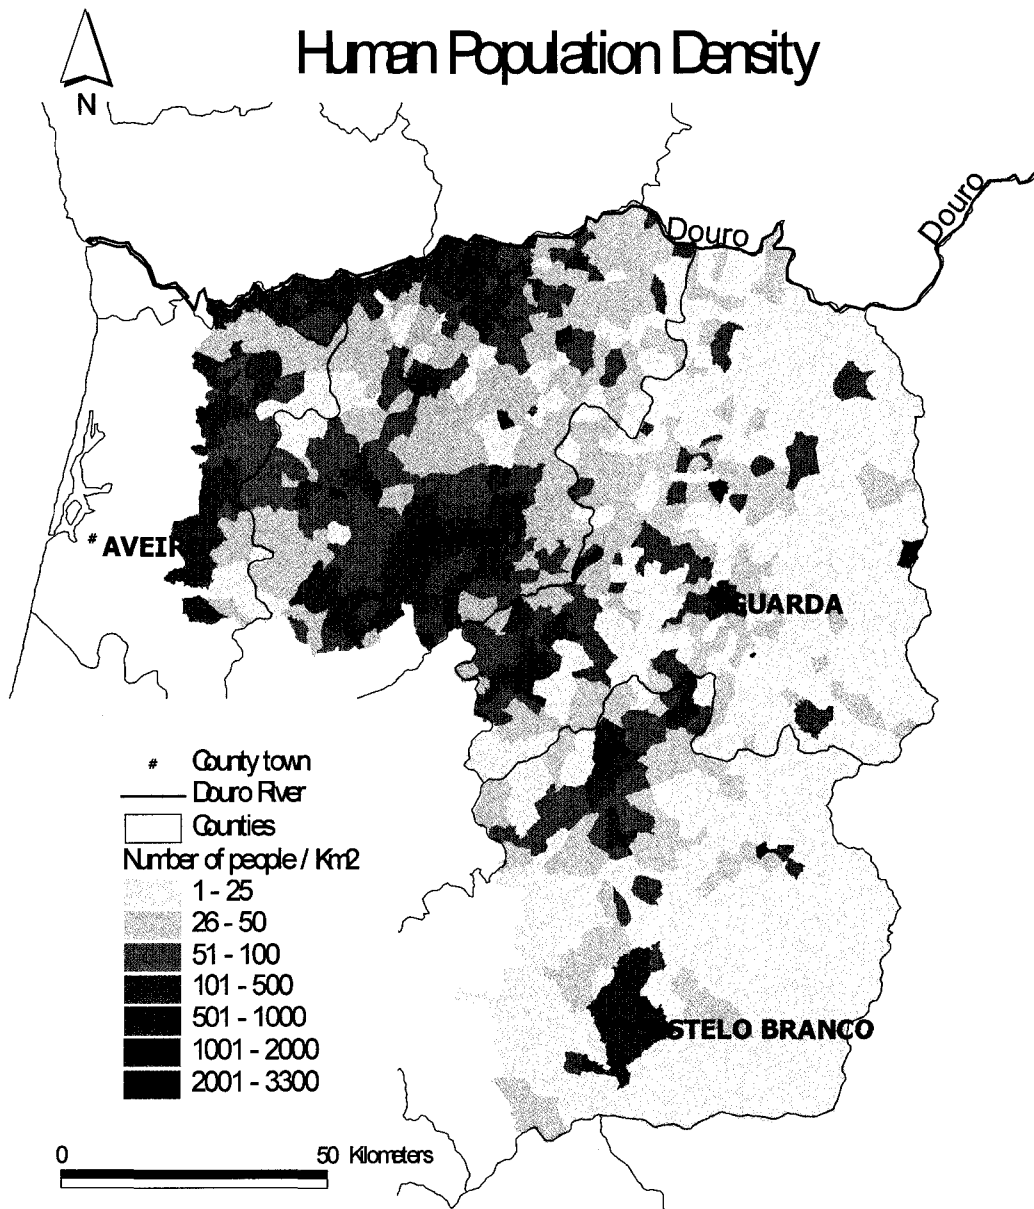 Human Population Density
N
Douro
Douro
AVEIR
GUARDA
# County town
Douro River
Counties
Number of people / Km2
1 - 25
26 - 50
51 - 100
101 - 500
501 - 1000
1001 - 2000
2001 - 3300
STELO BRANCO
0 50 Kilometers